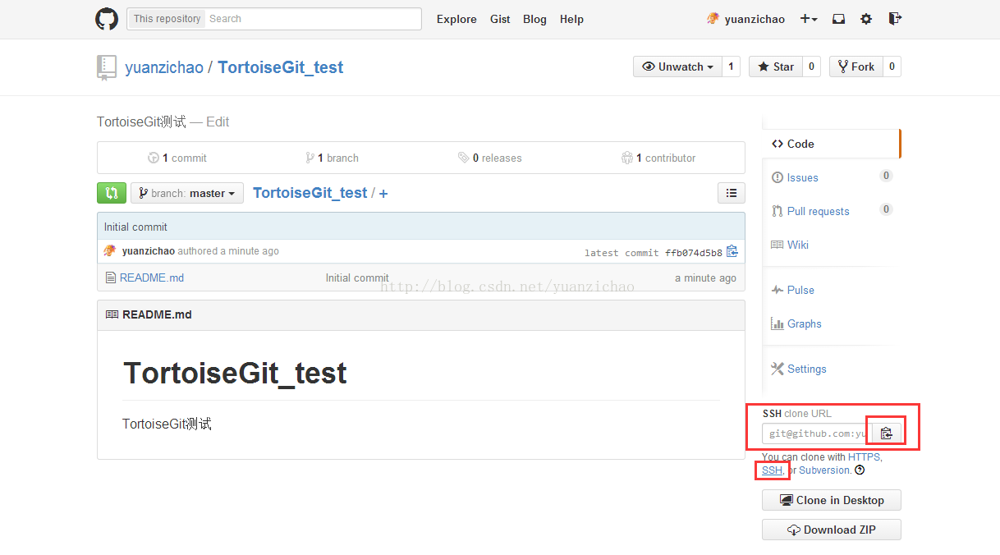 This repository Search Explore Gist Blog Help yuanzichao
yuanzichao / TortoiseGit_test Unwatch 1 Star 0 Fork 0
TortoiseGit测试 — Edit
1 commit 1 branch 0 releases 1 contributor
branch: master TortoiseGit_test / +
Initial commit
yuanzichao authored a minute ago latest commit ffb074d5b8
README.md Initial commit a minute ago
http://blog.csdn.net/yuanzichao
README.md
TortoiseGit_test
TortoiseGit测试
Code
Issues 0
Pull requests 0
Wiki
Pulse
Graphs
Settings
SSH clone URL
git@github.com:yu
You can clone with HTTPS,
SSH, or Subversion.
Clone in Desktop
Download ZIP